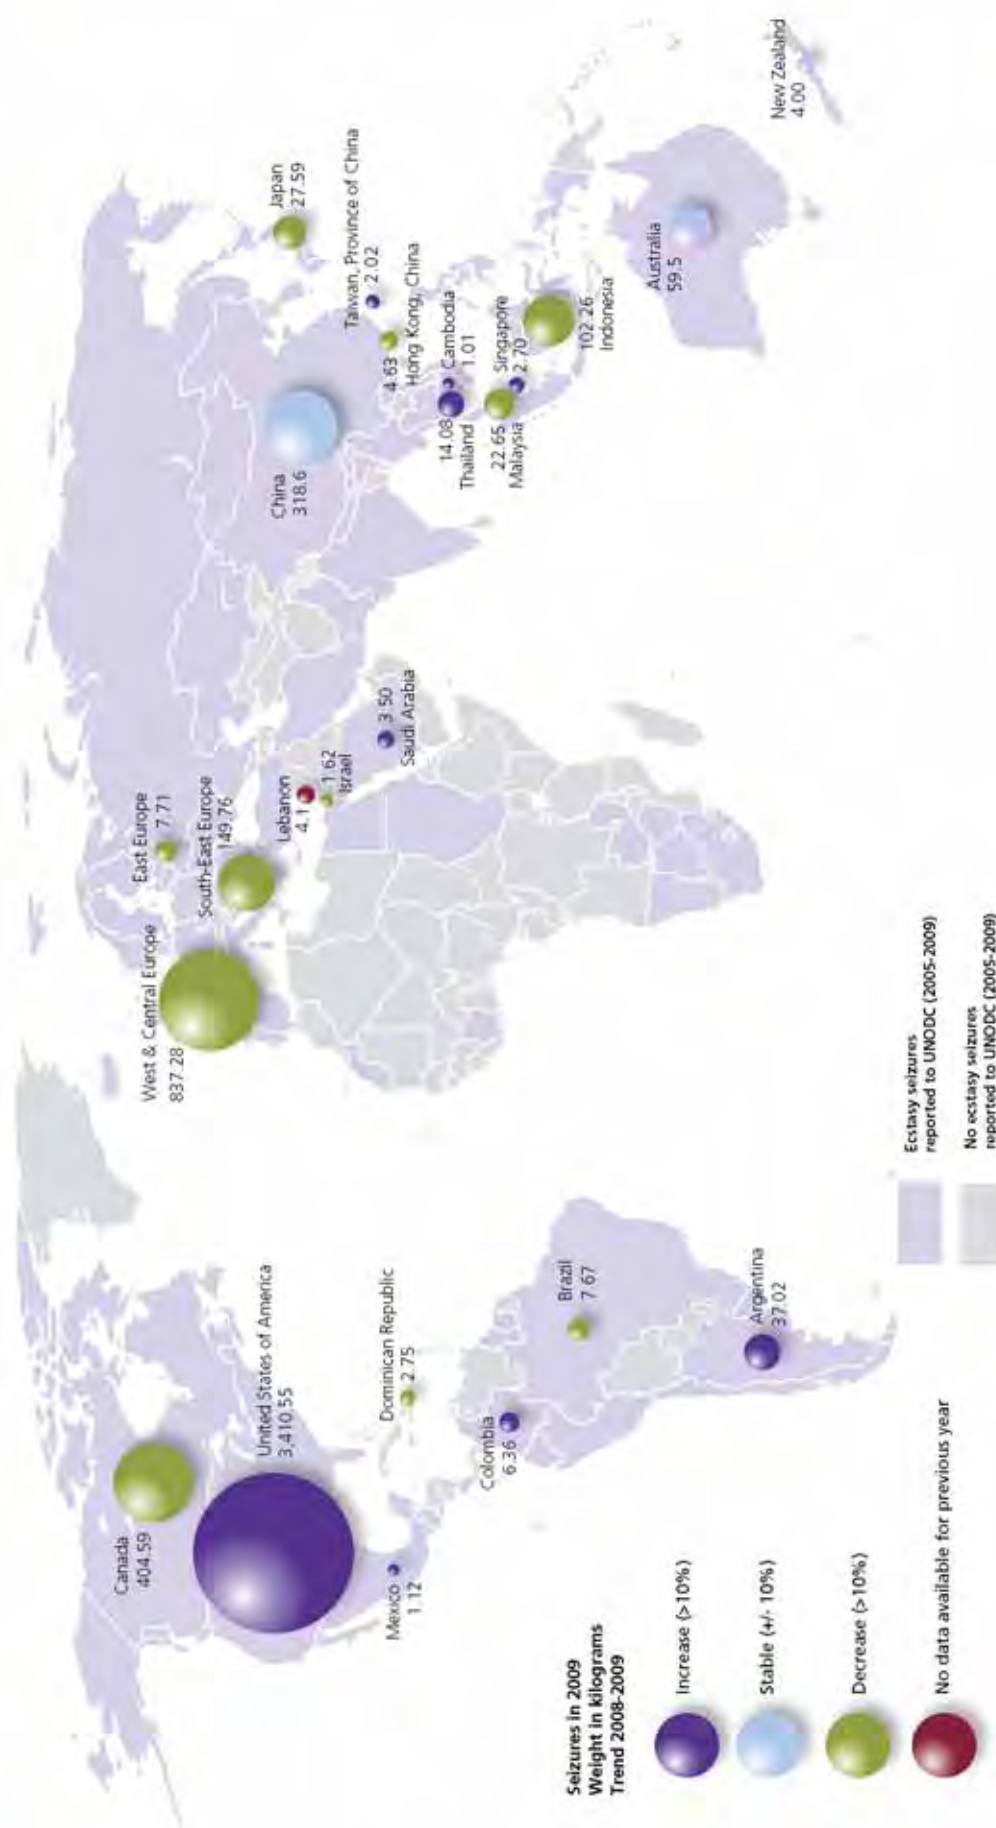 Canada
404.59
United States of America
3,410.55
Mexico
1.12
Dominican Republic
2.75
Colombia
6.36
Brazil
7.67
Argentina
37.02
West & Central Europe
837.28
East Europe
7.71
South-East Europe
149.76
Lebanon
4.1
1.62
Israel
3.50
Saudi Arabia
China
318.6
Japan
27.59
Taiwan, Province of China
2.02
4.63
Hong Kong, China
Cambodia
1.01
14.08
Thailand
Singapore
2.70
22.65
Malaysia
102.26
Indonesia
Australia
59.5
New Zealand
4.00
Seizures in 2009
Weight in kilograms
Trend 2008-2009
Increase (>10%)
Stable (+/- 10%)
Decrease (>10%)
No data available for previous year
Ecstasy seizures
reported to UNODC (2005-2009)
No ecstasy seizures
reported to UNODC (2005-2009)